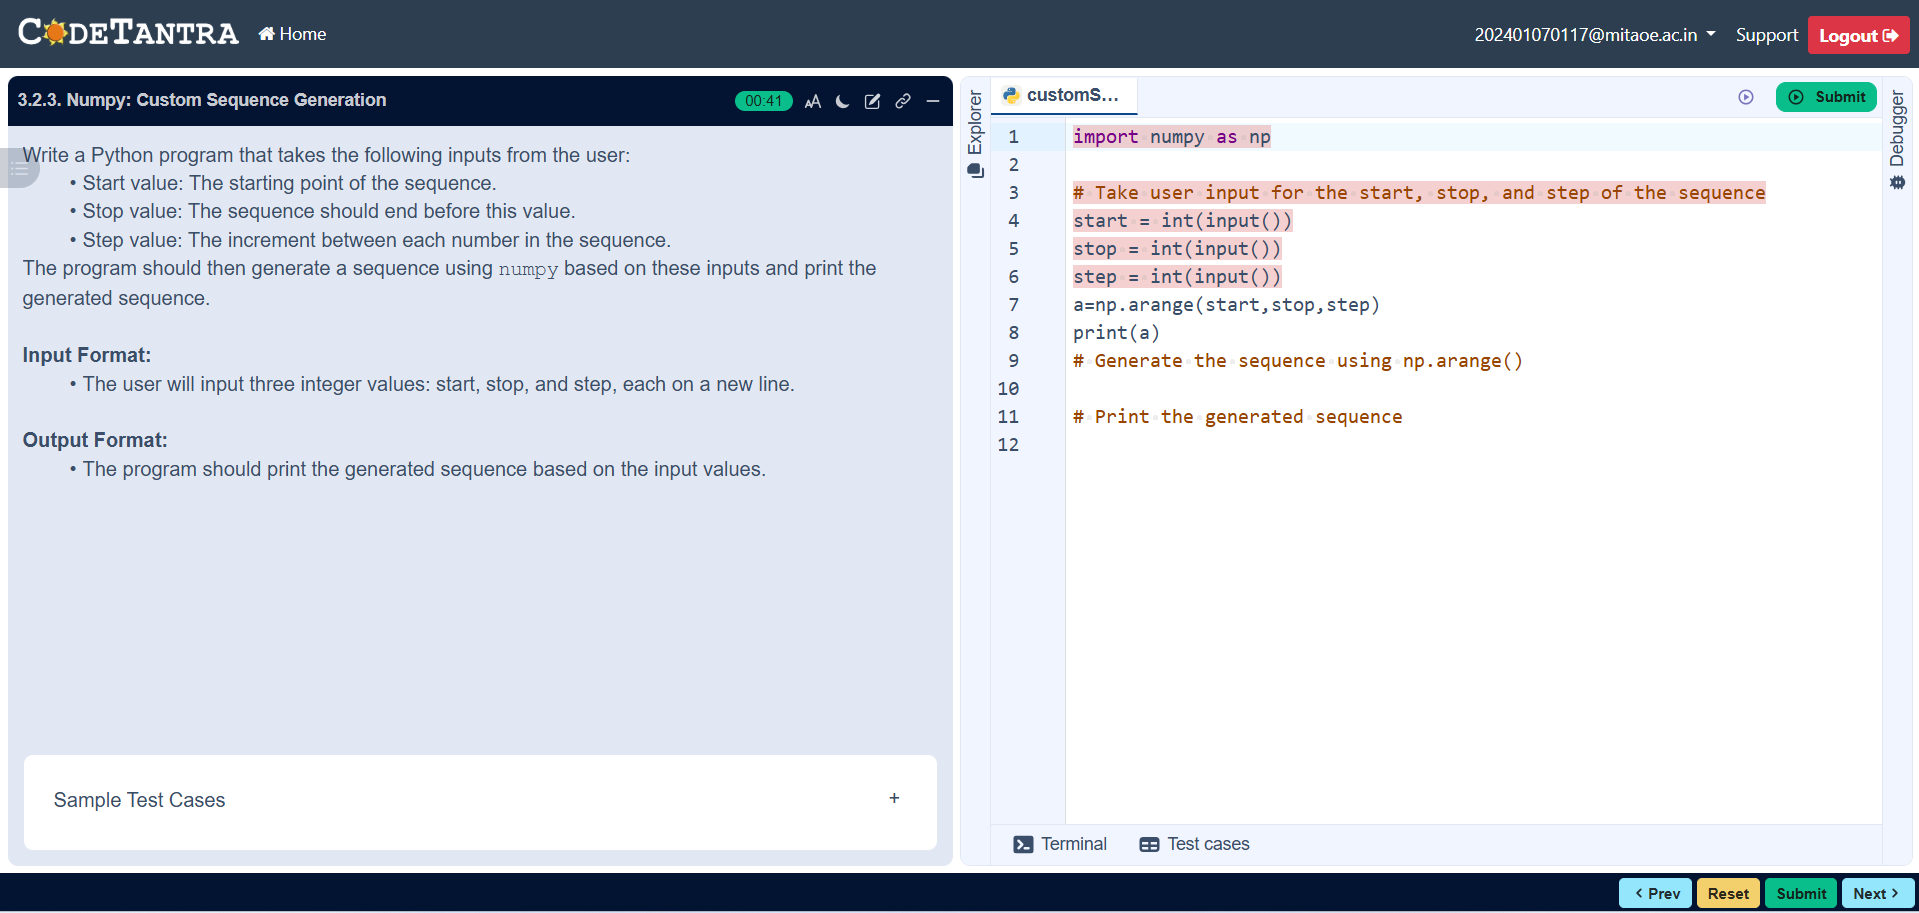 CODETANTRA Home 202401070117@mitaoe.ac.in Support Logout
3.2.3. Numpy: Custom Sequence Generation 00:41 AA
Write a Python program that takes the following inputs from the user:
• Start value: The starting point of the sequence.
• Stop value: The sequence should end before this value.
• Step value: The increment between each number in the sequence.
The program should then generate a sequence using numpy based on these inputs and print the
generated sequence.
Input Format:
• The user will input three integer values: start, stop, and step, each on a new line.
Output Format:
• The program should print the generated sequence based on the input values.
Sample Test Cases +
Explorer
customS...
Submit
Debugger
1 import numpy as np
2
3 # Take user input for the start, stop, and step of the sequence
4 start = int(input())
5 stop = int(input())
6 step = int(input())
7 a=np.arange(start,stop,step)
8 print(a)
9 # Generate the sequence using np.arange()
10
11 # Print the generated sequence
12
Terminal Test cases
< Prev Reset Submit Next >